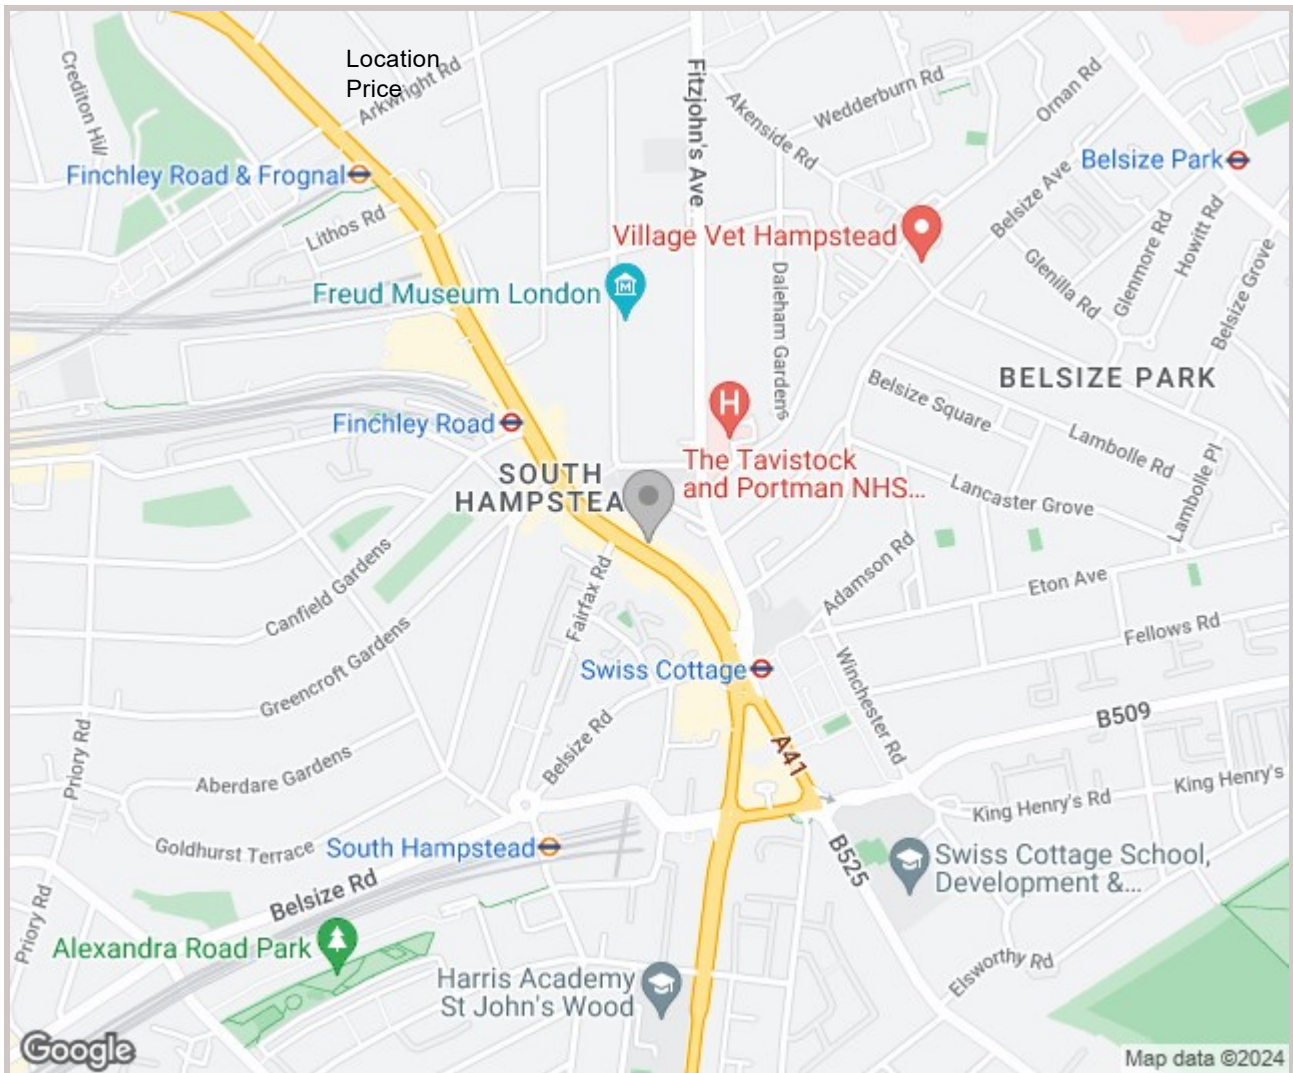 Location
Price
Arkwright Rd
Crediton Hill
Fitzjohn's Ave
Akenside Rd
Wedderburn Rd
Ornan Rd
Finchley Road & Frognal
Belsize Park
Lithos Rd
Belsize Ave
Howitt Rd
Glenmore Rd
Glenilla Rd
Belsize Grove
Village Vet Hampstead
Daleham Gardens
Freud Museum London
BELSIZE PARK
Belsize Square
Finchley Road
Lambolle Rd
Lambolle Pl
SOUTH
HAMPSTEA
The Tavistock
and Portman NHS...
Lancaster Grove
Canfield Gardens
Fairfax Rd
Adamson Rd
Eton Ave
Fellows Rd
Greencroft Gardens
Swiss Cottage
Winchester Rd
Priory Rd
Belsize Rd
B509
A41
Aberdare Gardens
King Henry's
King Henry's Rd
Goldhurst Terrace
South Hampstead
B525
Swiss Cottage School,
Development &...
Belsize Rd
Priory Rd
Alexandra Road Park
Harris Academy
St John's Wood
Elsworthy Rd
Google
Map data ©2024